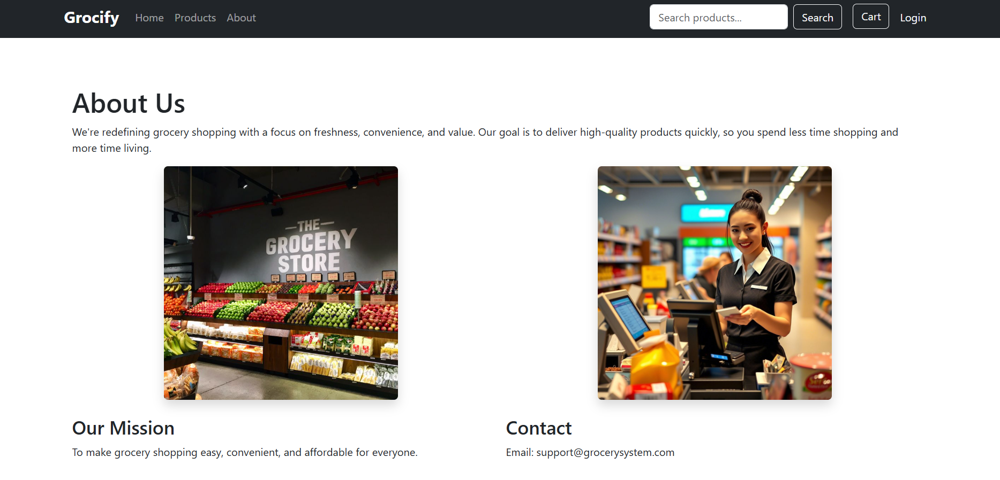 Grocify
Home
Products
About
Search products...
Search
Cart
Login
About Us
We're redefining grocery shopping with a focus on freshness, convenience, and value. Our goal is to deliver high-quality products quickly, so you spend less time shopping and
more time living.
—THE—
GROCERY
STORE
Our Mission
To make grocery shopping easy, convenient, and affordable for everyone.
Contact
Email: support@grocerysystem.com